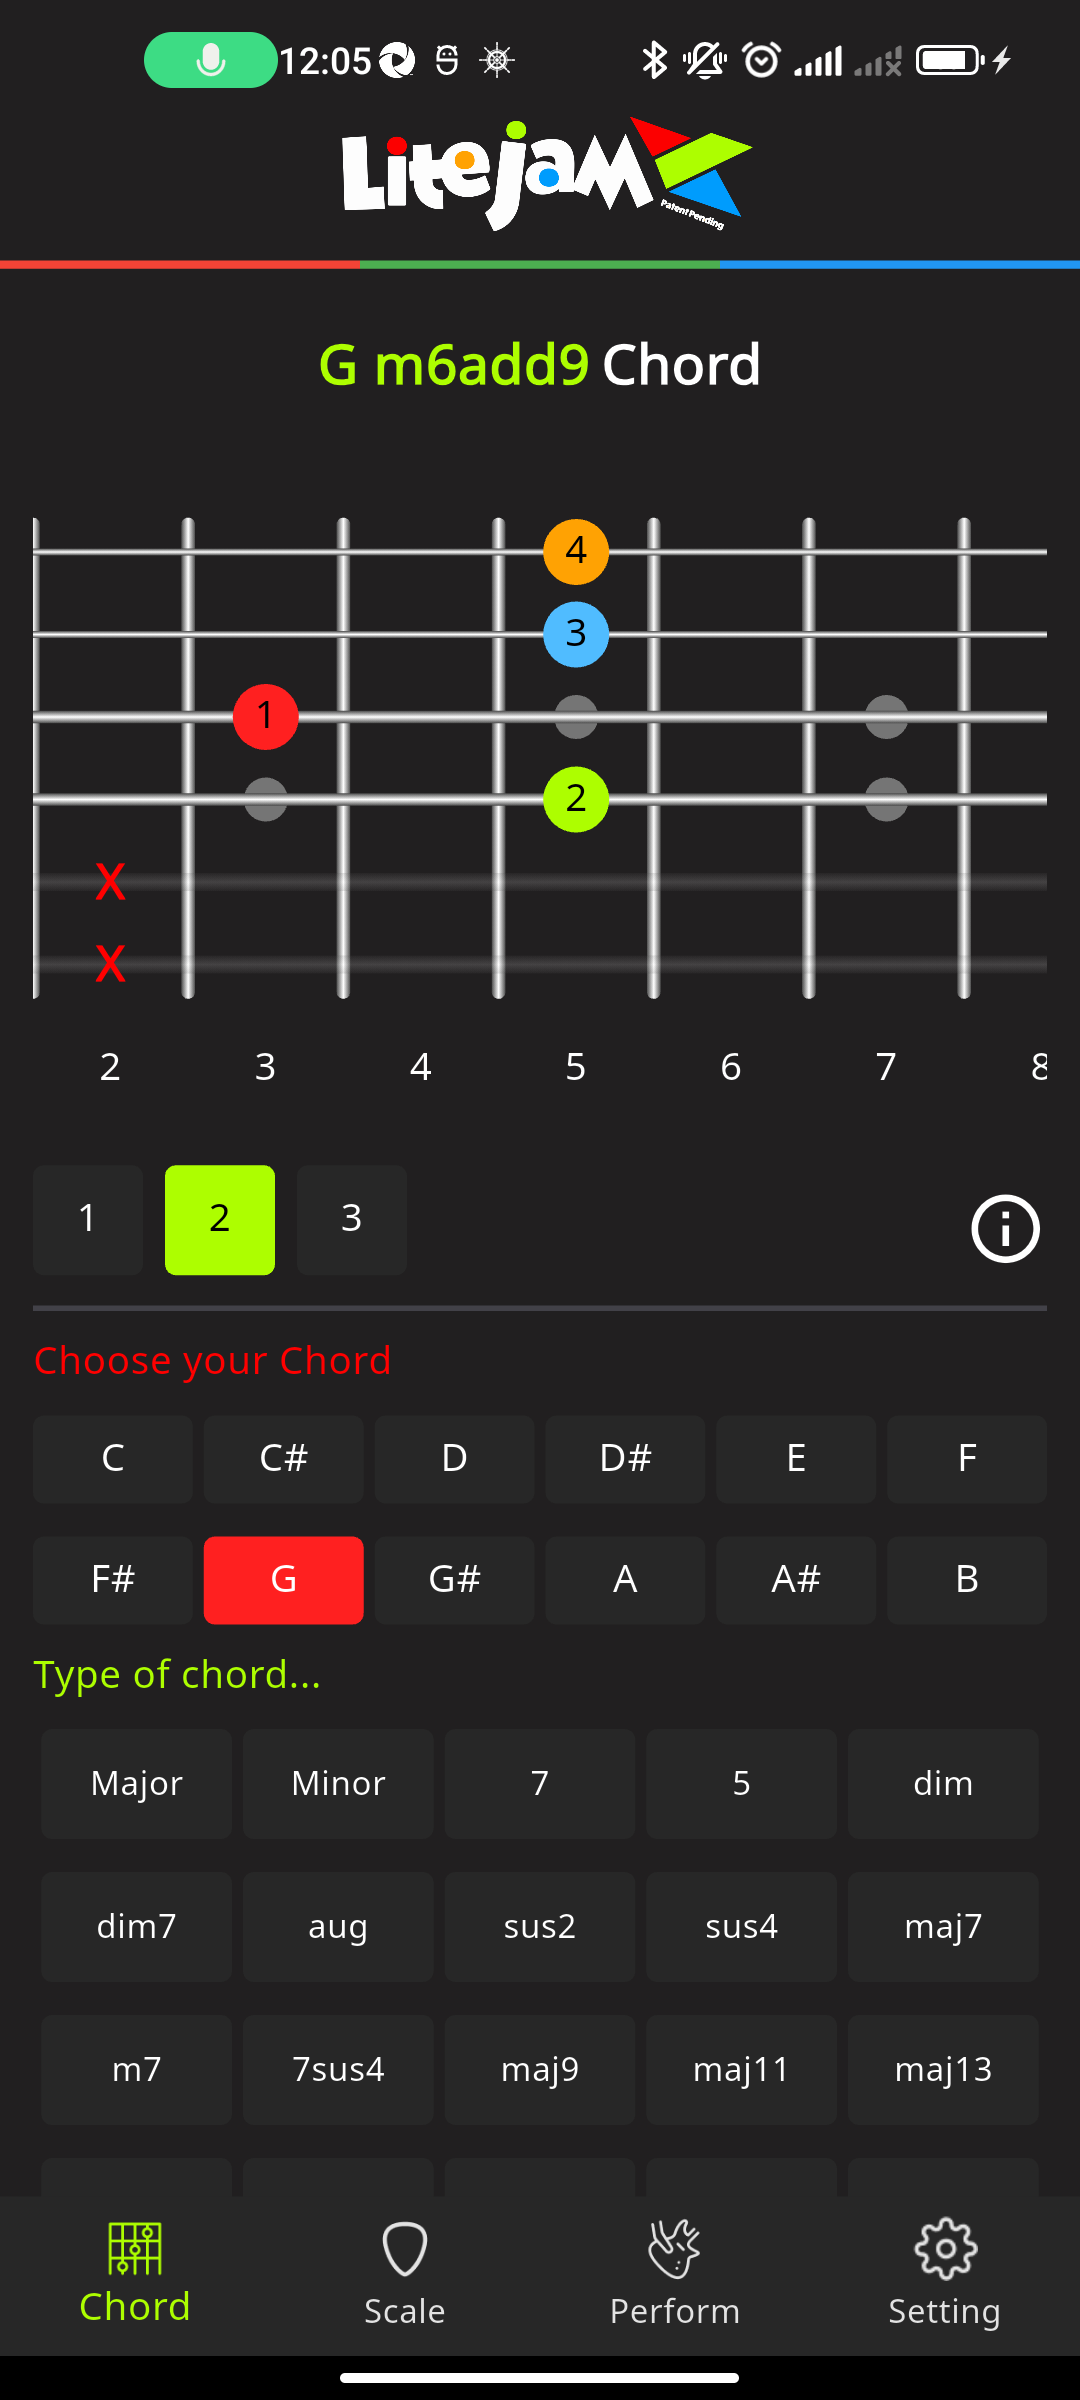 12:05
Litejam
Patent Pending
G m6add9 Chord
4
3
1
2
X
X
2 3 4 5 6 7 8
1 2 3
Choose your Chord
C C# D D# E F
F# G G# A A# B
Type of chord...
Major Minor 7 5 dim
dim7 aug sus2 sus4 maj7
m7 7sus4 maj9 maj11 maj13
Chord Scale Perform Setting